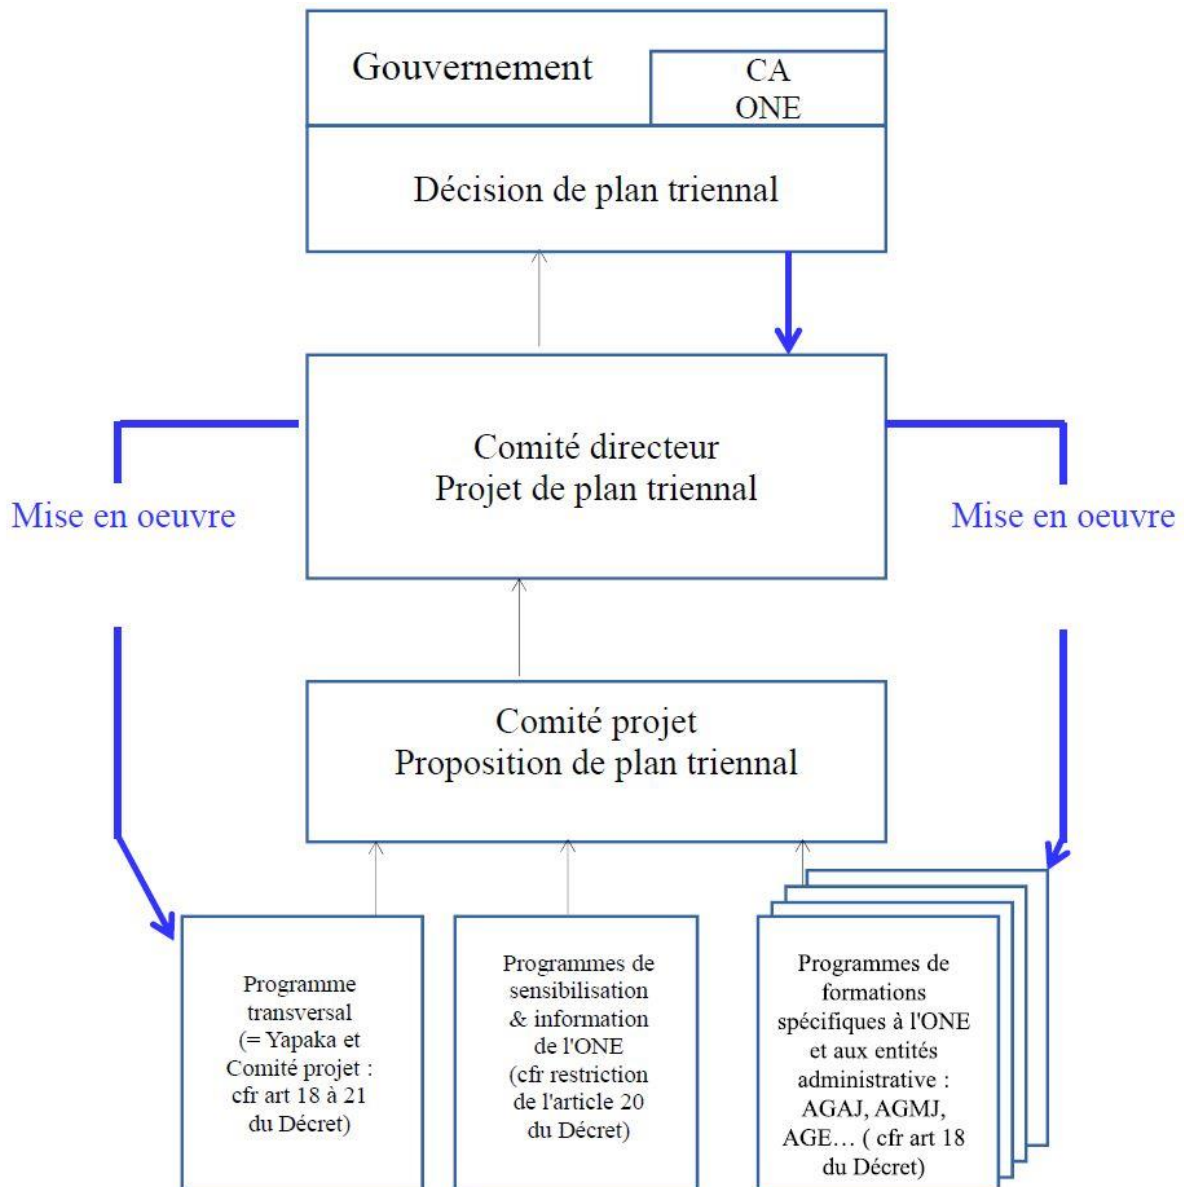 Gouvernement
CA
ONE
Décision de plan triennal
Comité directeur
Projet de plan triennal
Mise en oeuvre
Mise en oeuvre
Comité projet
Proposition de plan triennal
Programme
transversal
(= Yapaka et
Comité projet :
cfr art 18 à 21
du Décret)
Programmes de
sensibilisation
& information
de l'ONE
(cfr restriction
de l'article 20
du Décret)
Programmes de
formations
spécifiques à l'ONE
et aux entités
administrative :
AGAJ, AGMJ,
AGE… ( cfr art 18
du Décret)